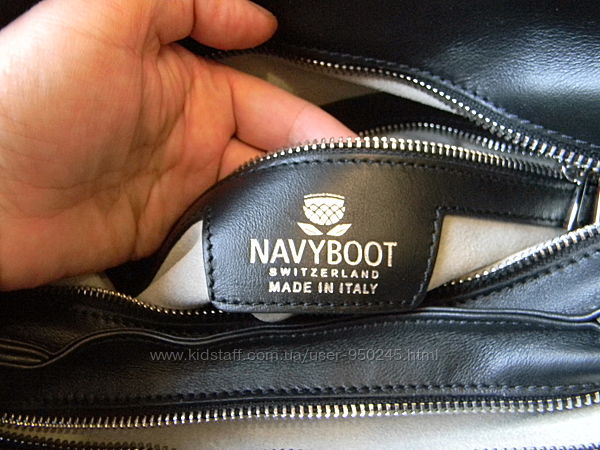 NAVYBOOT
SWITZERLAND
MADE IN ITALY
www.kidstaff.com.ua/user-950245.html